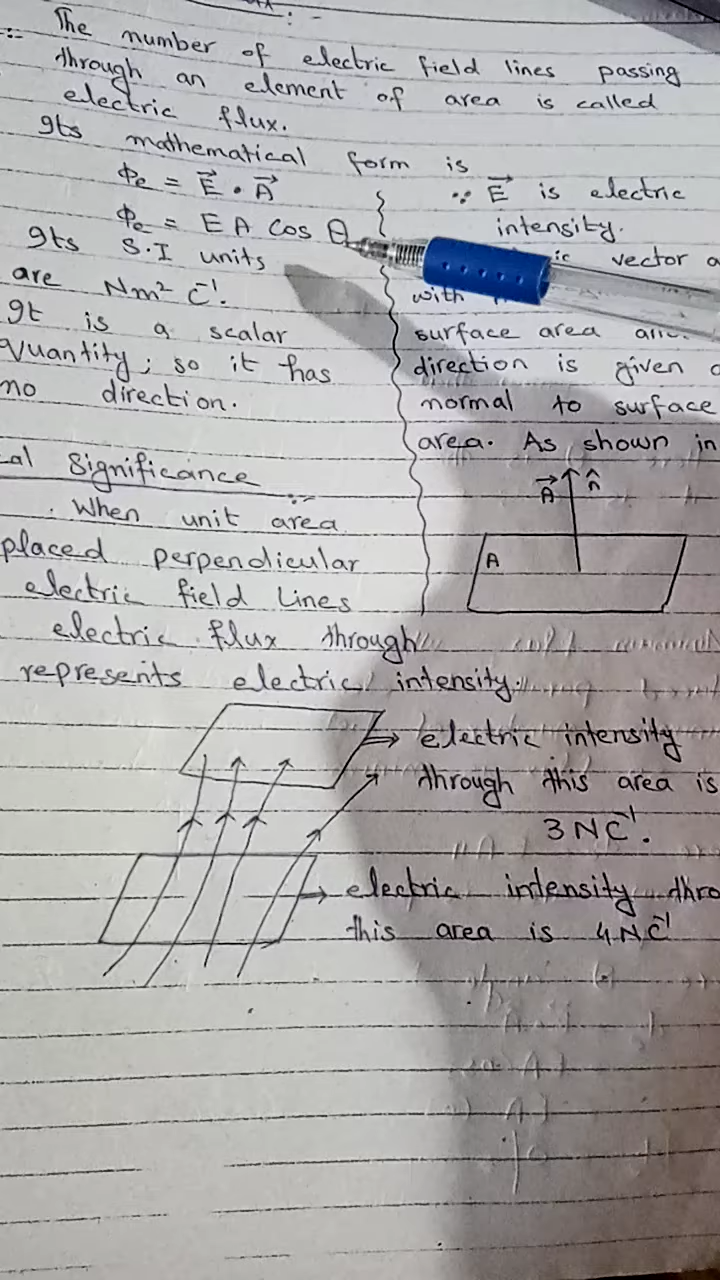 The number of electric field lines passing
through an element of area is called
electric flux.
Its mathematical form is
Φe = E⃗ . A⃗
Φe = E A Cos θ
Its S.I units
are Nm² C⁻¹.
It is a scalar
Quantity; so it has
no direction.
∵ E⃗ is electric
intensity.
vector
with
surface area
direction is given
normal to surface
area. As shown in
A⃗ n̂
A
Significance :-
When unit area
placed perpendicular
electric field lines
electric flux through
represents electric intensity.
⇒ electric intensity
through this area is
3 NC⁻¹.
→ electric intensity thro
this area is 4 NC⁻¹